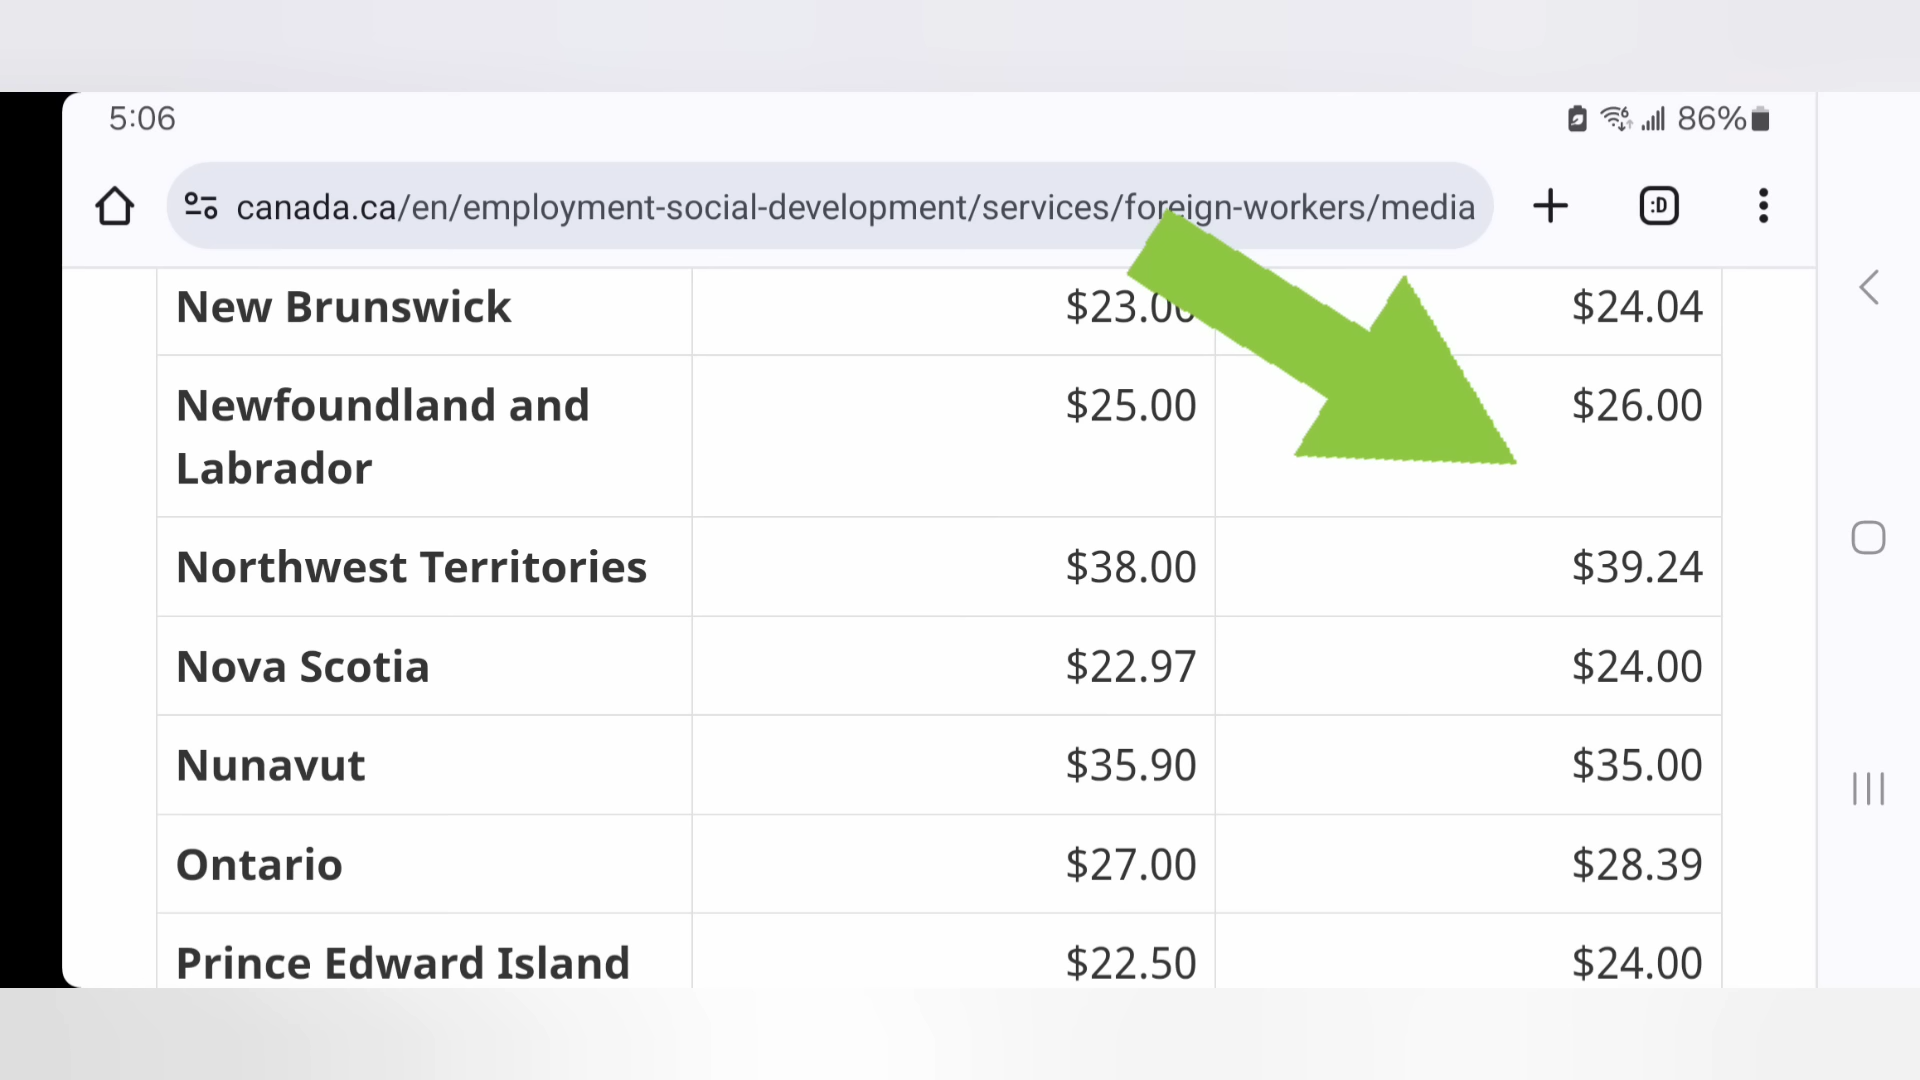 5:06
86%
canada.ca/en/employment-social-development/services/foreign-workers/media
New Brunswick $23.00 $24.04
Newfoundland and $25.00 $26.00
Labrador
Northwest Territories $38.00 $39.24
Nova Scotia $22.97 $24.00
Nunavut $35.90 $35.00
Ontario $27.00 $28.39
Prince Edward Island $22.50 $24.00